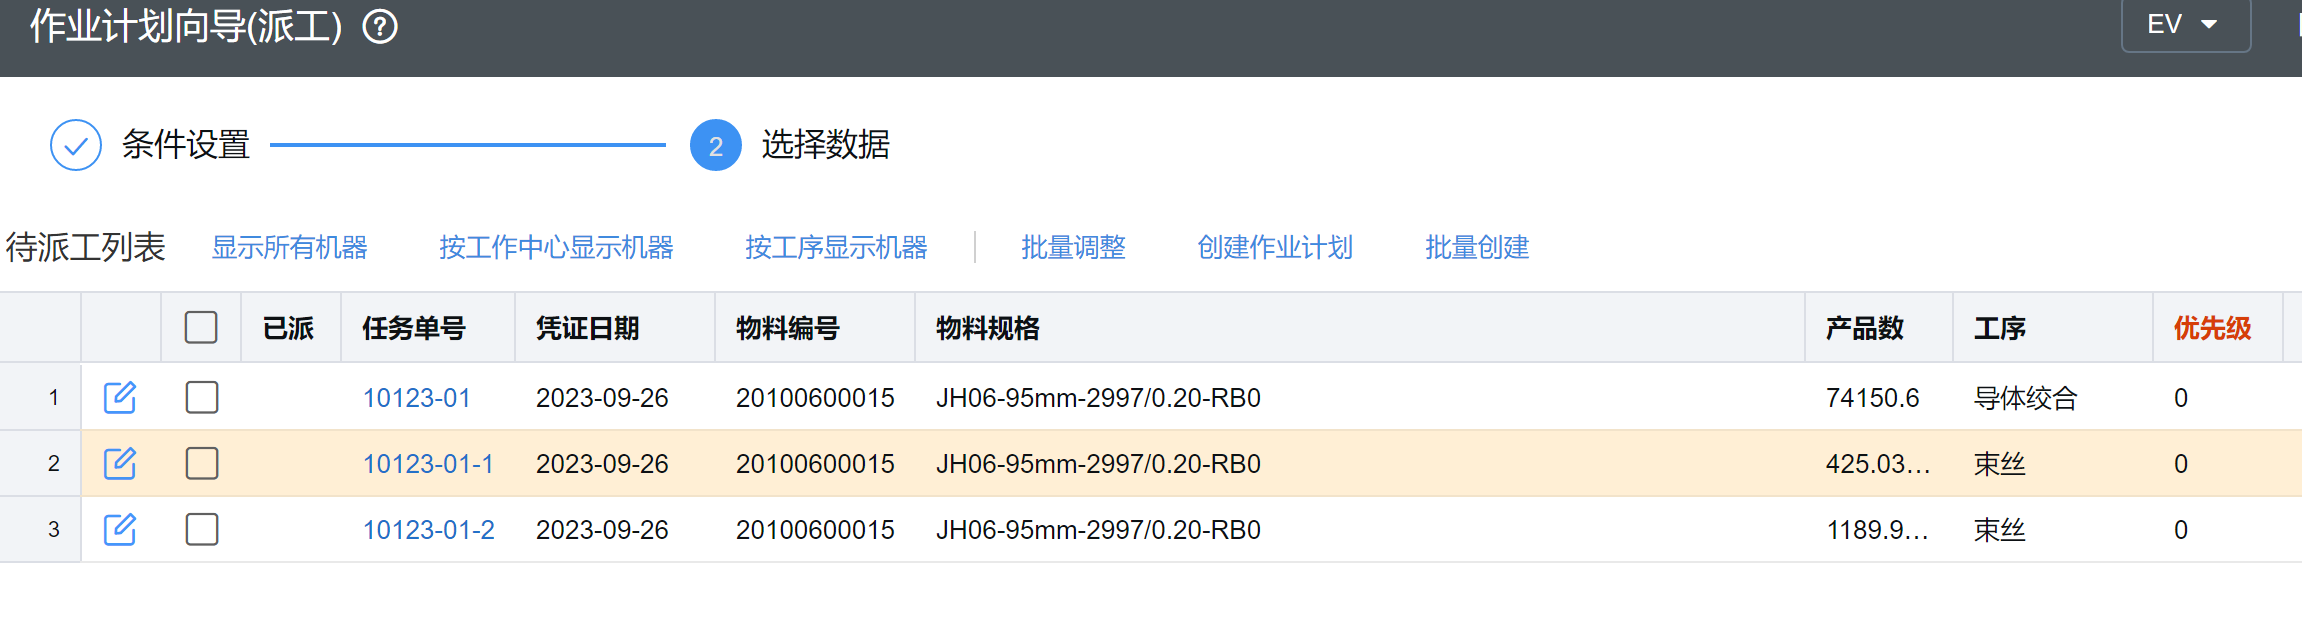 作业计划向导(派工) ? EV
条件设置 2 选择数据
待派工列表 显示所有机器 按工作中心显示机器 按工序显示机器 批量调整 创建作业计划 批量创建
已派 任务单号 凭证日期 物料编号 物料规格 产品数 工序 优先级
1 10123-01 2023-09-26 20100600015 JH06-95mm-2997/0.20-RB0 74150.6 导体绞合 0
2 10123-01-1 2023-09-26 20100600015 JH06-95mm-2997/0.20-RB0 425.03... 束丝 0
3 10123-01-2 2023-09-26 20100600015 JH06-95mm-2997/0.20-RB0 1189.9... 束丝 0